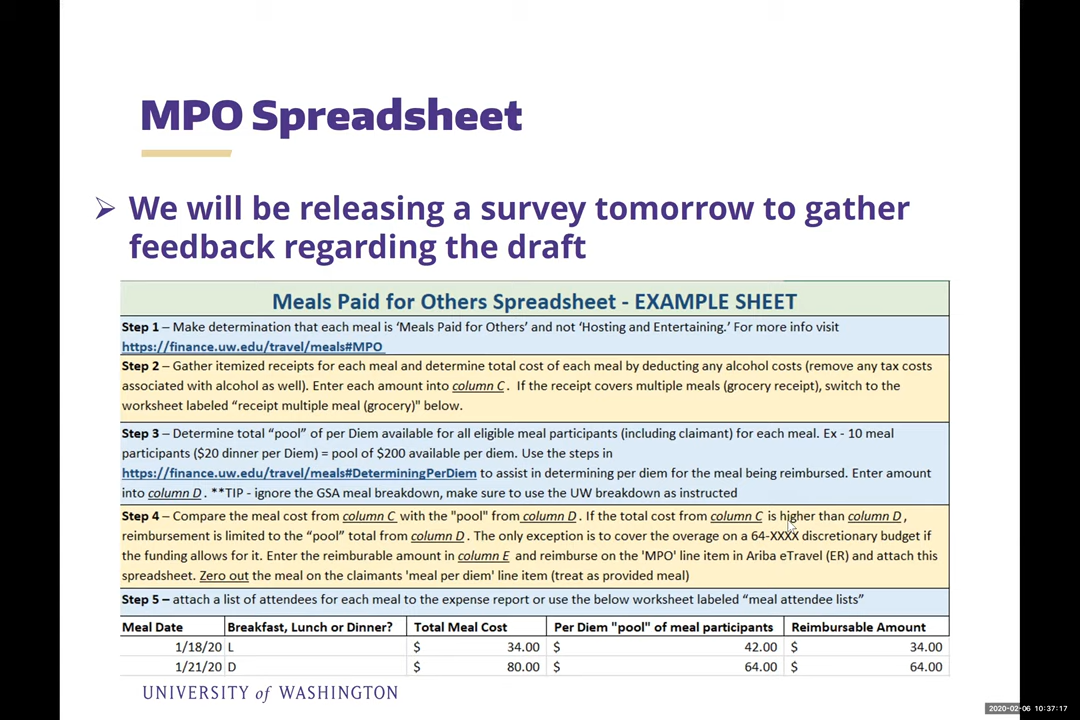 MPO Spreadsheet
➢ We will be releasing a survey tomorrow to gather
feedback regarding the draft
Meals Paid for Others Spreadsheet - EXAMPLE SHEET
Step 1 – Make determination that each meal is ‘Meals Paid for Others’ and not ‘Hosting and Entertaining.’ For more info visit
https://finance.uw.edu/travel/meals#MPO
Step 2 – Gather itemized receipts for each meal and determine total cost of each meal by deducting any alcohol costs (remove any tax costs
associated with alcohol as well). Enter each amount into column C . If the receipt covers multiple meals (grocery receipt), switch to the
worksheet labeled “receipt multiple meal (grocery)" below.
Step 3 – Determine total “pool” of per Diem available for all eligible meal participants (including claimant) for each meal. Ex - 10 meal
participants ($20 dinner per Diem) = pool of $200 available per diem. Use the steps in
https://finance.uw.edu/travel/meals#DeterminingPerDiem to assist in determining per diem for the meal being reimbursed. Enter amount
into column D . **TIP - ignore the GSA meal breakdown, make sure to use the UW breakdown as instructed
Step 4 – Compare the meal cost from column C with the "pool" from column D . If the total cost from column C is higher than column D ,
reimbursement is limited to the “pool” total from column D . The only exception is to cover the overage on a 64-XXXX discretionary budget if
the funding allows for it. Enter the reimburable amount in column E and reimburse on the 'MPO' line item in Ariba eTravel (ER) and attach this
spreadsheet. Zero out the meal on the claimants 'meal per diem' line item (treat as provided meal)
Step 5 – attach a list of attendees for each meal to the expense report or use the below worksheet labeled “meal attendee lists”
Meal Date Breakfast, Lunch or Dinner? Total Meal Cost Per Diem "pool" of meal participants Reimbursable Amount
1/18/20 L $ 34.00 $ 42.00 $ 34.00
1/21/20 D $ 80.00 $ 64.00 $ 64.00
UNIVERSITY of WASHINGTON
2020-02-06 10:37:17